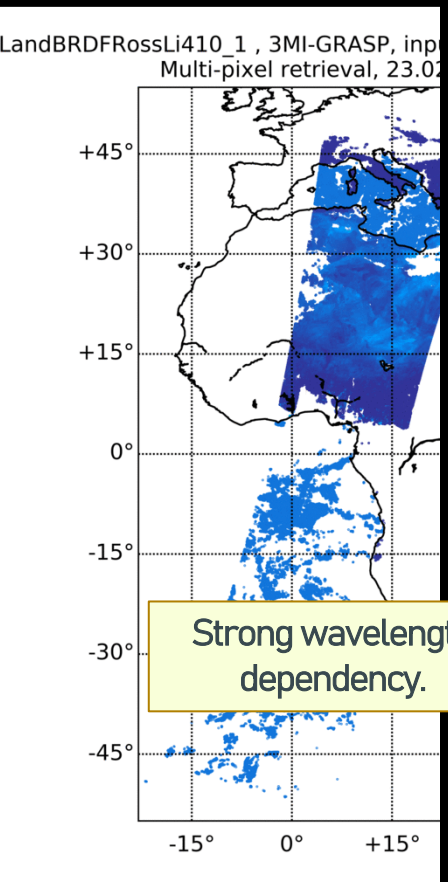 LandBRDFRossLi410_1 , 3MI-GRASP, inpu
Multi-pixel retrieval, 23.02
+45°
+30°
+15°
0°
-15°
-30°
-45°
Strong wavelengt
dependency.
-15°
0°
+15°